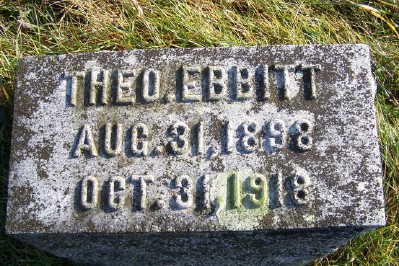 THEO. EBBITT
AUG. 31, 1898
OCT. 31, 1918